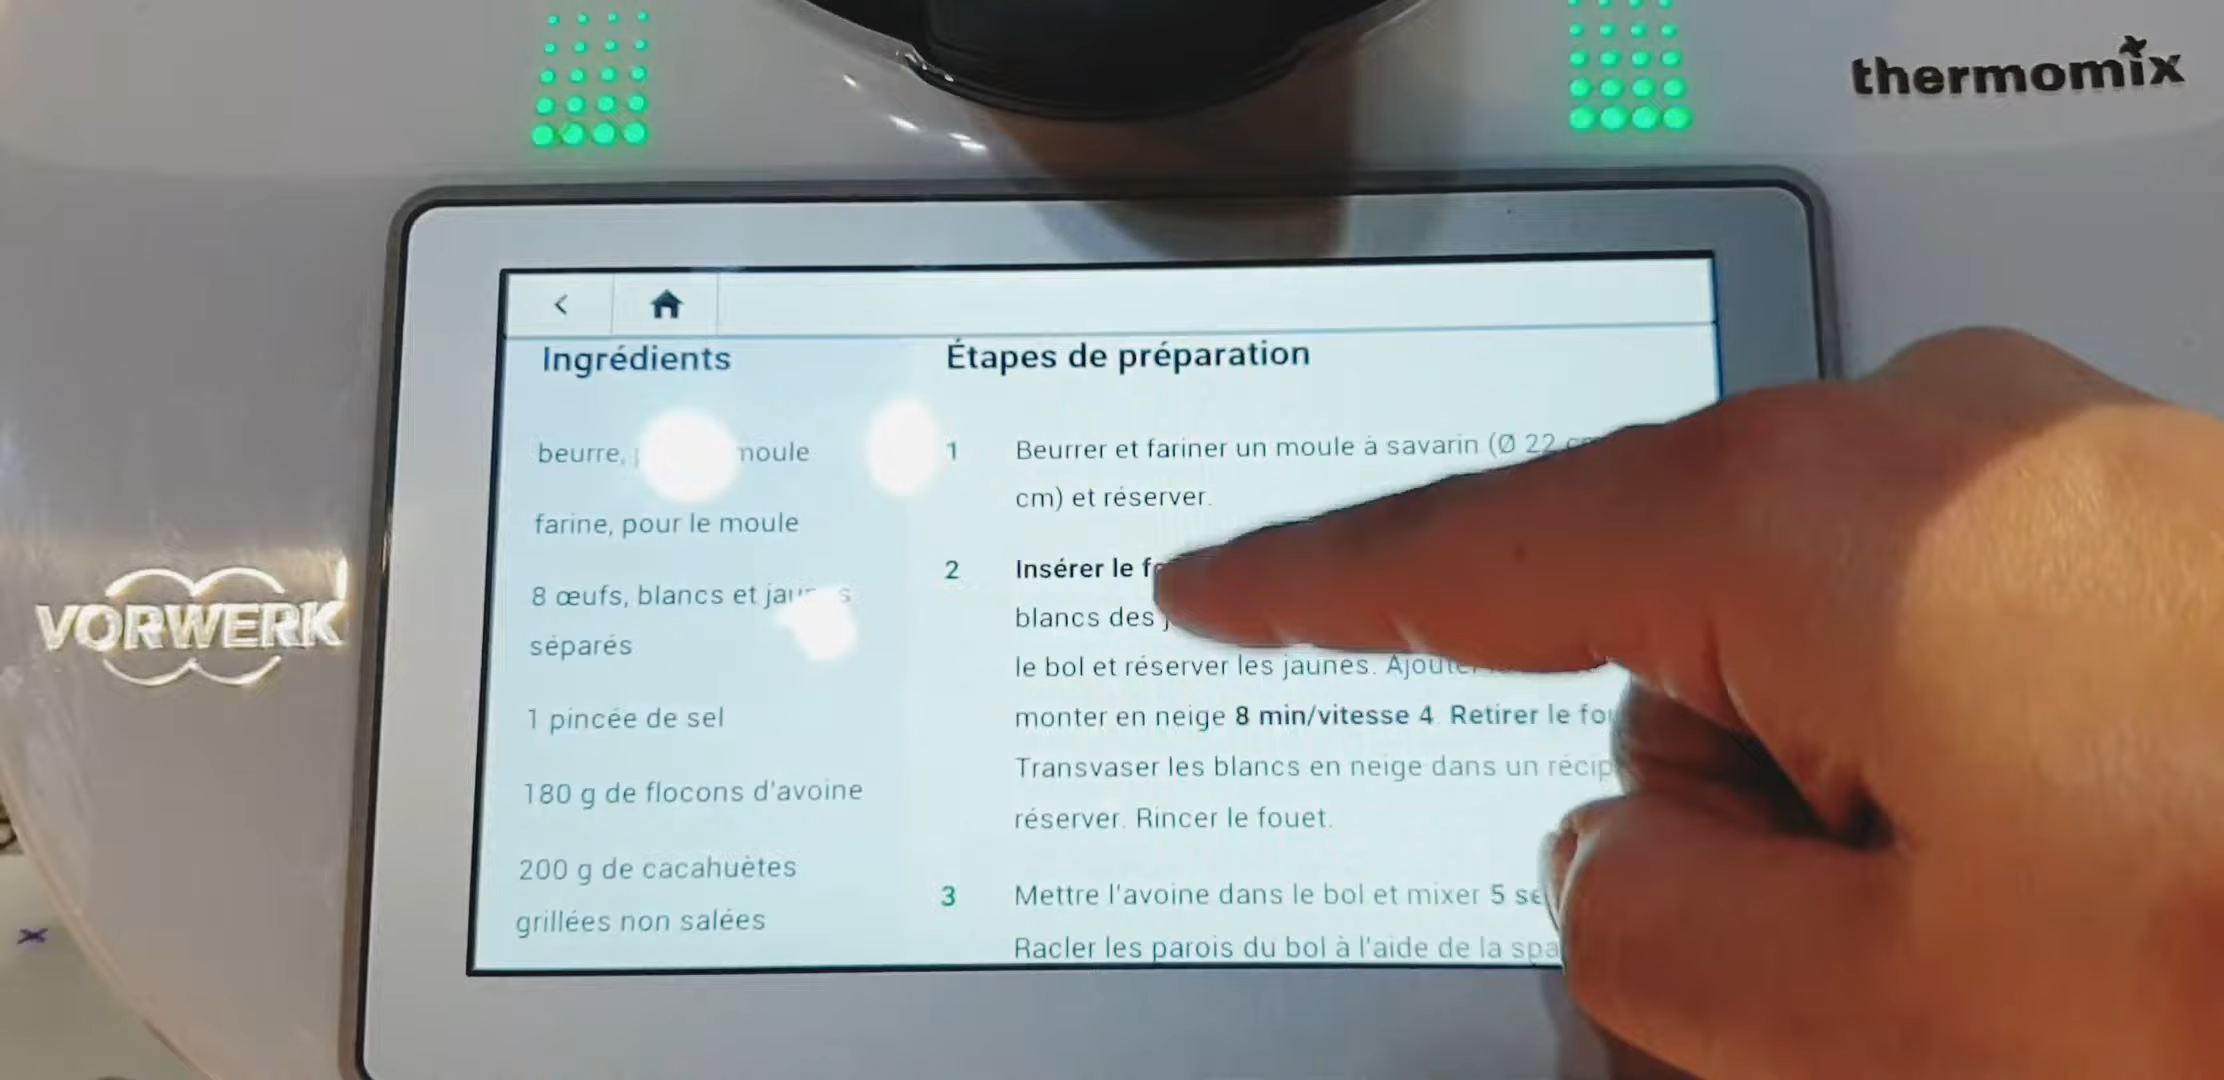 thermomix
VORWERK
Ingrédients
beurre, moule
farine, pour le moule
8 œufs, blancs et
séparés
1 pincée de sel
180 g de flocons d'avoine
200 g de cacahuètes
grillées non salées
Étapes de préparation
1 Beurrer et fariner un moule à savarin (Ø 22
cm) et réserver.
2 Insérer le
blancs des
le bol et réserver les jaunes.
monter en neige 8 min/vitesse 4. Retirer le
Transvaser les blancs en neige dans un
réserver. Rincer le fouet.
3 Mettre l'avoine dans le bol et mixer 5
Racler les parois du bol à l'aide de la